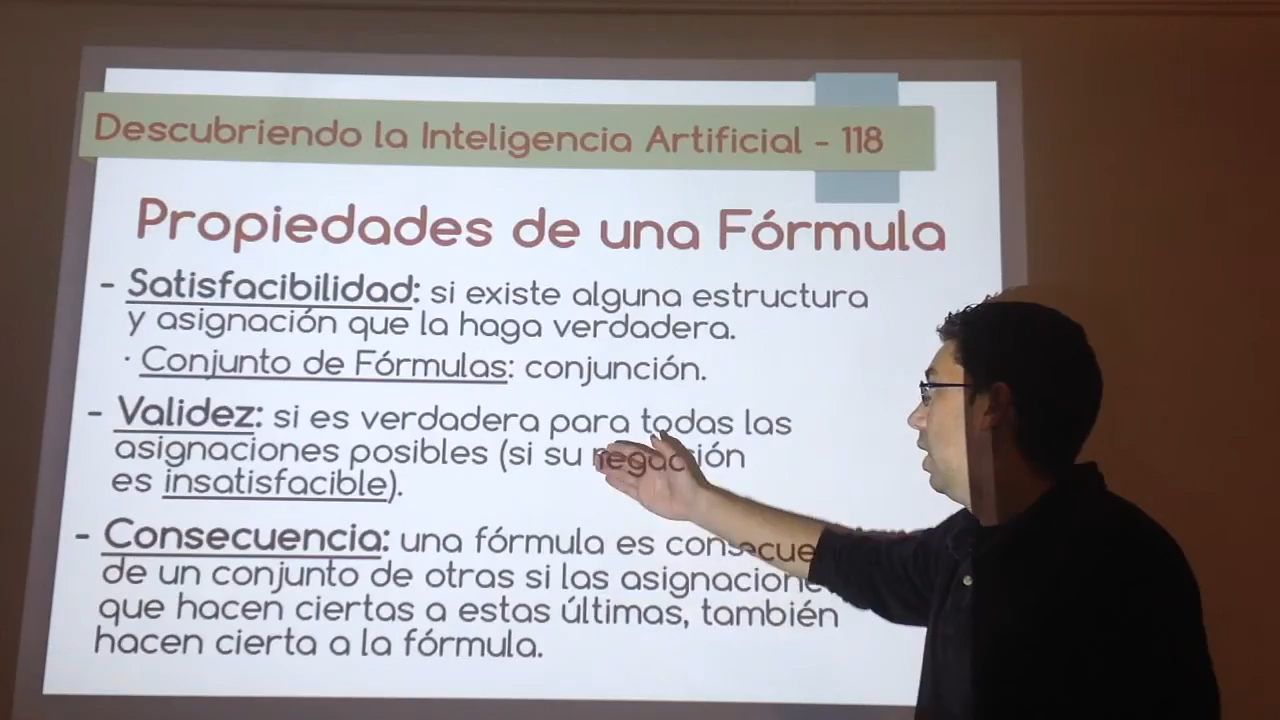 Descubriendo la Inteligencia Artificial - 118
Propiedades de una Fórmula
- Satisfacibilidad: si existe alguna estructura
y asignación que la haga verdadera.
· Conjunto de Fórmulas: conjunción.
- Validez: si es verdadera para todas las
asignaciones posibles (si su negación
es insatisfacible).
- Consecuencia: una fórmula es
de un conjunto de otras si las
que hacen ciertas a estas últimas, también
hacen cierta a la fórmula.